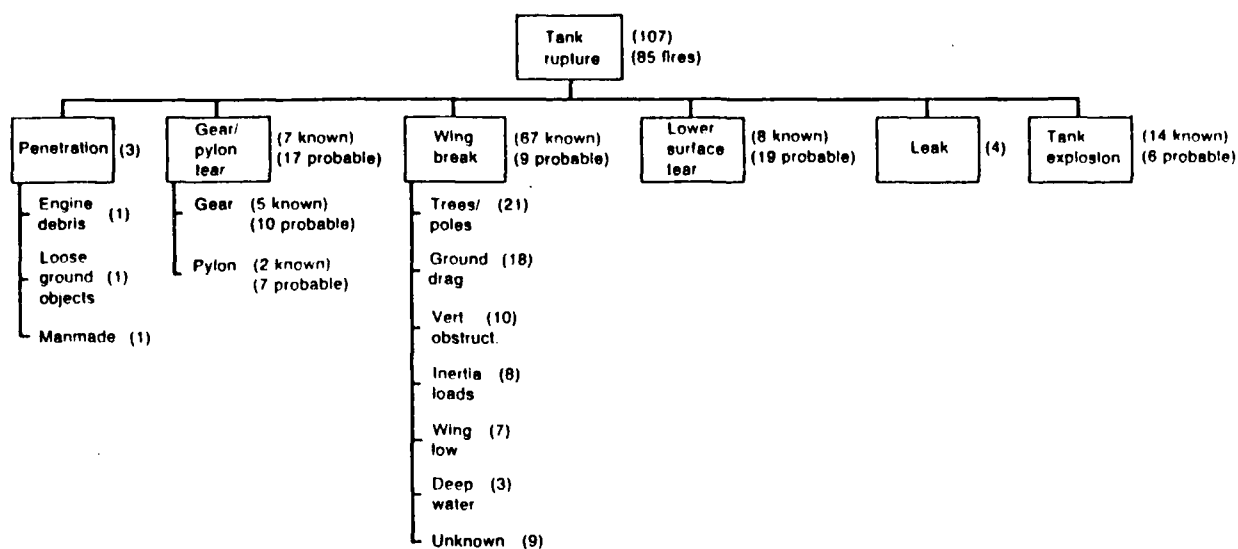 Tank
rupture
(107)
(85 fires)
Penetration (3)
Gear/
pylon
tear
(7 known)
(17 probable)
Wing
break
(67 known)
(9 probable)
Lower
surface
tear
(8 known)
(19 probable)
Leak
(4)
Tank
explosion
(14 known)
(6 probable)
Engine
debris (1)
Loose
ground (1)
objects
Manmade (1)
Gear (5 known)
(10 probable)
Pylon (2 known)
(7 probable)
Trees/ (21)
poles
Ground (18)
drag
Vert (10)
obstruct.
Inertia (8)
loads
Wing (7)
low
Deep (3)
water
Unknown (9)